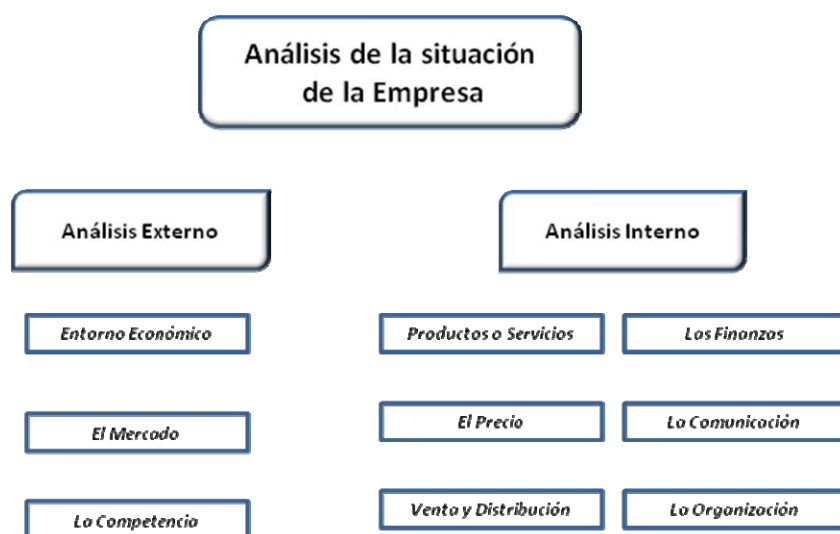 Análisis de la situación
de la Empresa
Análisis Externo
Análisis Interno
Entorno Económico
Productos o Servicios
Las Finanzas
El Mercado
El Precio
La Comunicación
La Competencia
Venta y Distribución
La Organización